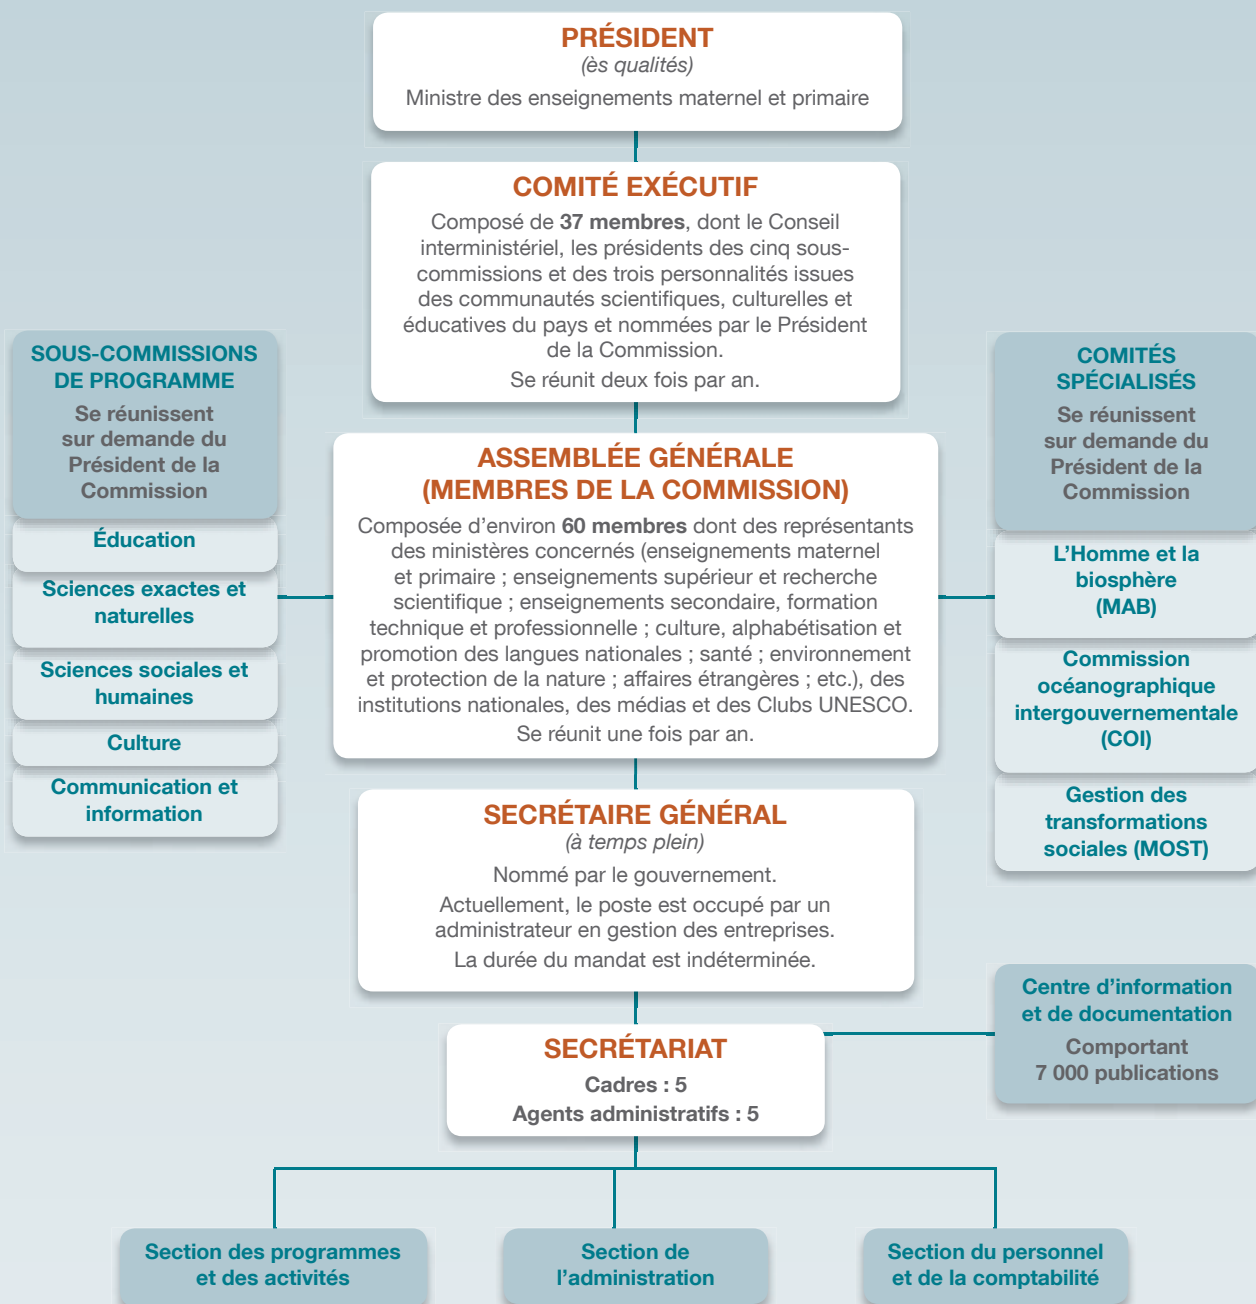 PRÉSIDENT
(ès qualités)
Ministre des enseignements maternel et primaire
COMITÉ EXÉCUTIF
Composé de 37 membres, dont le Conseil
interministériel, les présidents des cinq sous-
commissions et des trois personnalités issues
des communautés scientifiques, culturelles et
éducatives du pays et nommées par le Président
de la Commission.
Se réunit deux fois par an.
SOUS-COMMISSIONS
DE PROGRAMME
Se réunissent
sur demande du
Président de la
Commission
Éducation
Sciences exactes et
naturelles
Sciences sociales et
humaines
Culture
Communication et
information
ASSEMBLÉE GÉNÉRALE
(MEMBRES DE LA COMMISSION)
Composée d’environ 60 membres dont des représentants
des ministères concernés (enseignements maternel
et primaire ; enseignements supérieur et recherche
scientifique ; enseignements secondaire, formation
technique et professionnelle ; culture, alphabétisation et
promotion des langues nationales ; santé ; environnement
et protection de la nature ; affaires étrangères ; etc.), des
institutions nationales, des médias et des Clubs UNESCO.
Se réunit une fois par an.
COMITÉS
SPÉCIALISÉS
Se réunissent
sur demande du
Président de la
Commission
L’Homme et la
biosphère
(MAB)
Commission
océanographique
intergouvernementale
(COI)
Gestion des
transformations
sociales (MOST)
SECRÉTAIRE GÉNÉRAL
(à temps plein)
Nommé par le gouvernement.
Actuellement, le poste est occupé par un
administrateur en gestion des entreprises.
La durée du mandat est indéterminée.
Centre d’information
et de documentation
Comportant
7 000 publications
SECRÉTARIAT
Cadres : 5
Agents administratifs : 5
Section des programmes
et des activités
Section de
l’administration
Section du personnel
et de la comptabilité